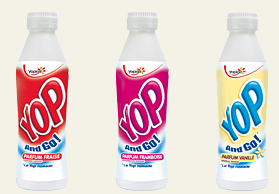 Yoplait
YOP
And Go!
PARFUM FRAISE
Yoplait
YOP
And Go!
PARFUM FRAMBOISE
Yoplait
YOP
And Go!
PARFUM VANILLE